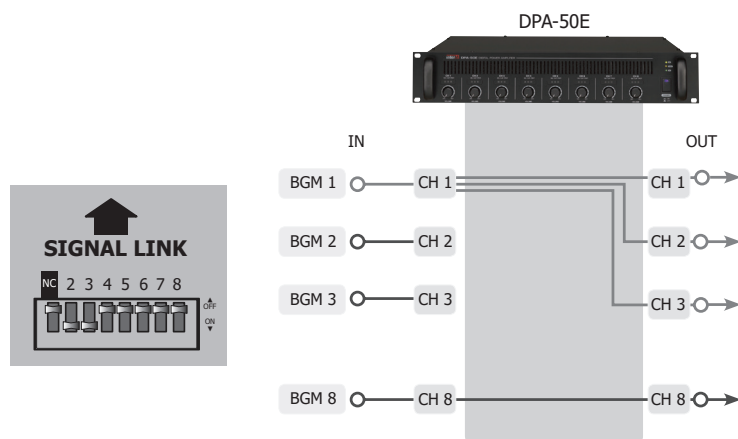 DPA-50E
IN
OUT
BGM 1
CH 1
CH 1
BGM 2
CH 2
CH 2
BGM 3
CH 3
CH 3
BGM 8
CH 8
CH 8
SIGNAL LINK
NC 2 3 4 5 6 7 8
OFF
ON